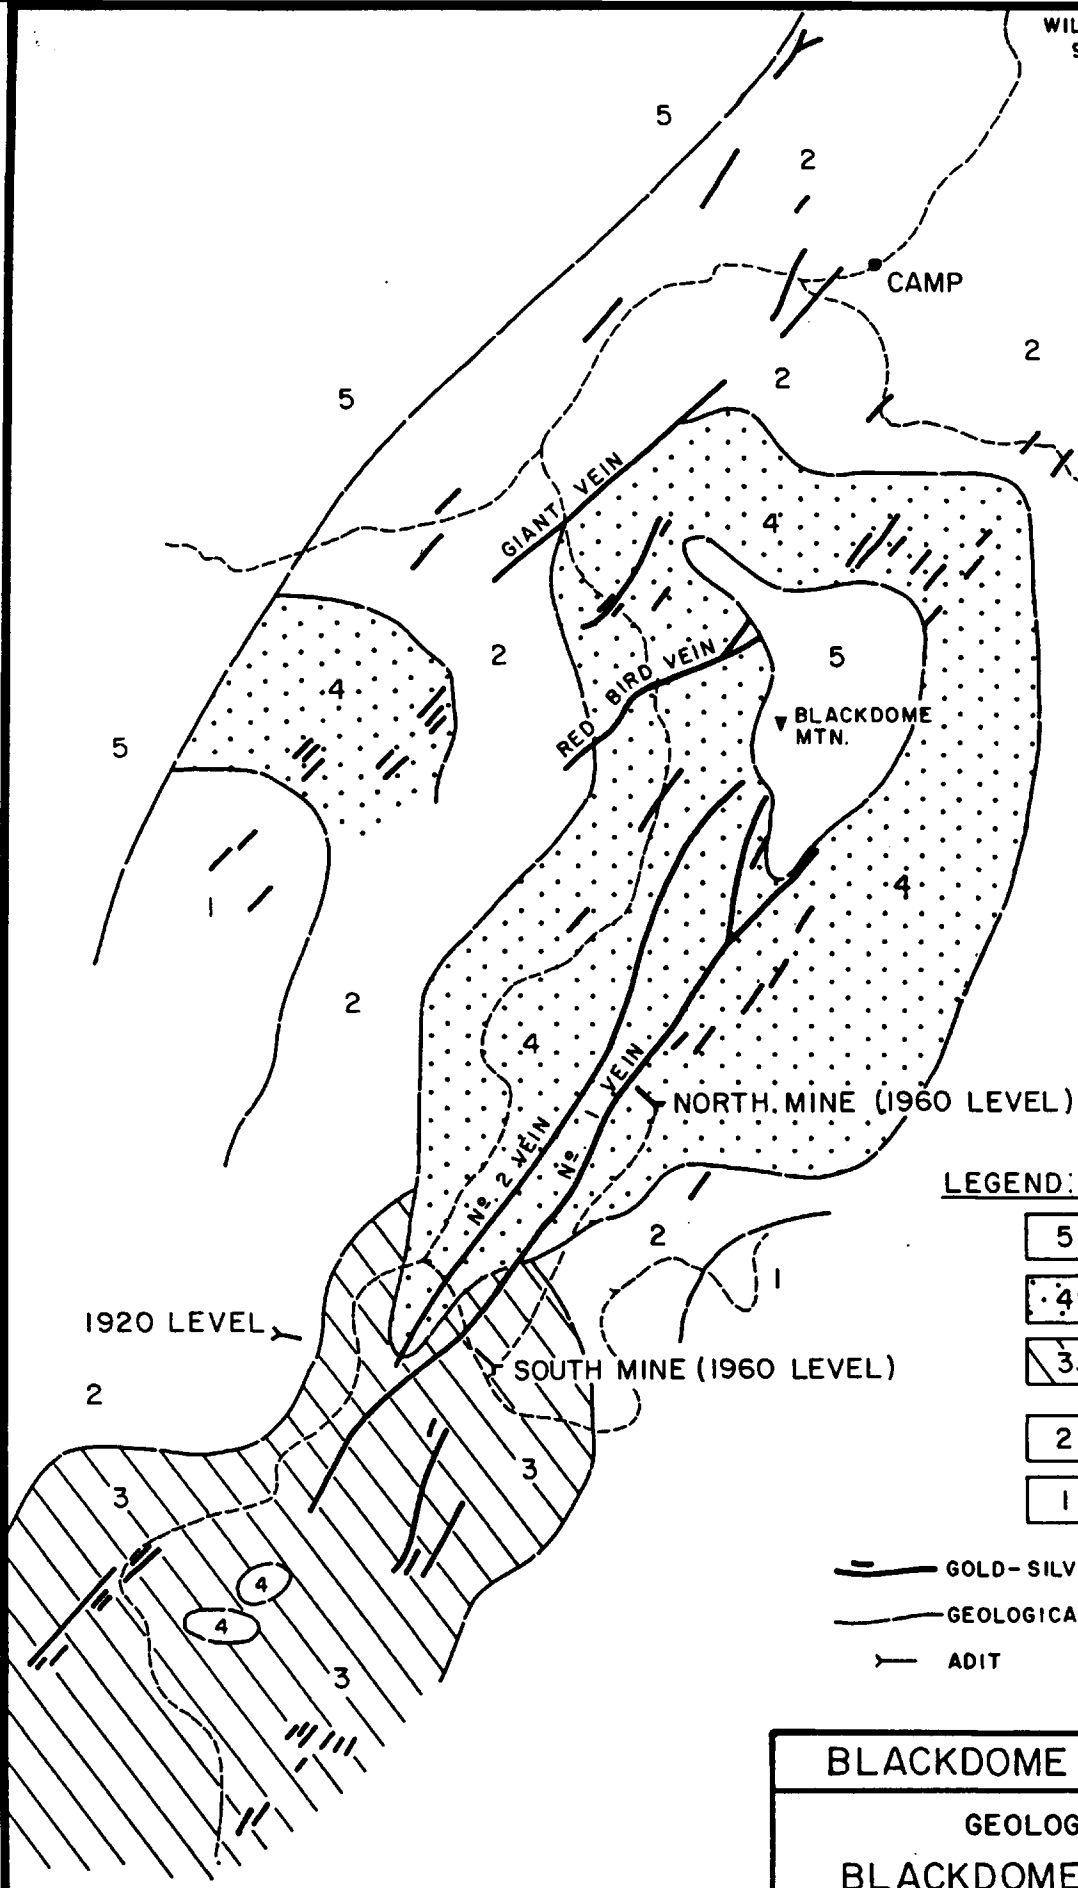 WIL
S
5
2
CAMP
2
5
2
GIANT VEIN
4
2
5
RED BIRD VEIN
4
BLACKDOME
MTN.
5
4
1
2
4
Nº 2 VEIN
Nº 1 VEIN
NORTH. MINE (1960 LEVEL)
2
1
1920 LEVEL
SOUTH MINE (1960 LEVEL)
2
3
3
4
4
3
LEGEND:
5
4
3
2
1
GOLD-SILV
GEOLOGICA
ADIT
BLACKDOME
GEOLOG
BLACKDOME